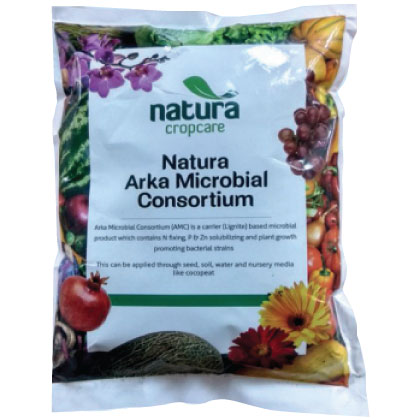 natura
cropcare
Natura
Arka Microbial
Consortium
Arka Microbial Consortium (AMC) is a carrier (Lignite) based microbial
product which contains N fixing, P & Zn solubilizing and plant growth
promoting bacterial strains
This can be applied through seed, soil, water and nursery media
like cocopeat